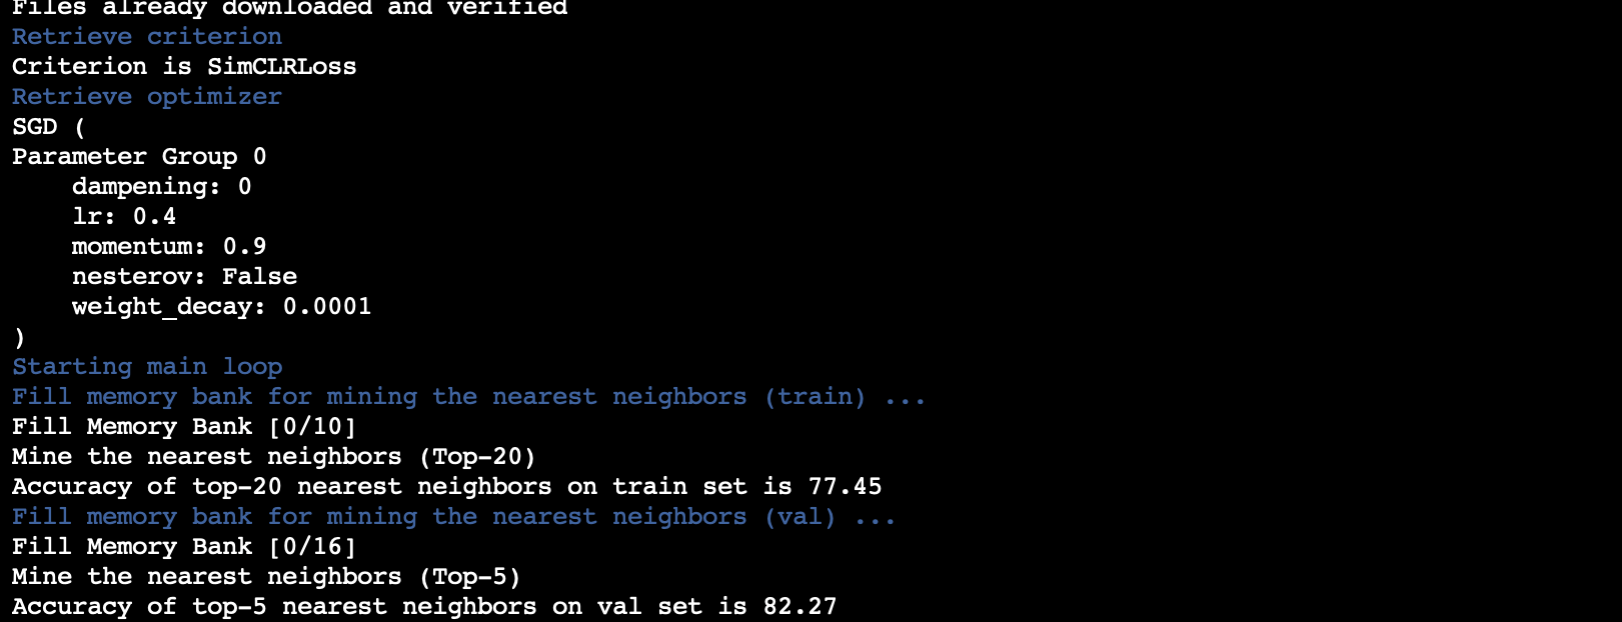 Files already downloaded and verified
Retrieve criterion
Criterion is SimCLRLoss
Retrieve optimizer
SGD (
Parameter Group 0
    dampening: 0
    lr: 0.4
    momentum: 0.9
    nesterov: False
    weight_decay: 0.0001
)
Starting main loop
Fill memory bank for mining the nearest neighbors (train) ...
Fill Memory Bank [0/10]
Mine the nearest neighbors (Top-20)
Accuracy of top-20 nearest neighbors on train set is 77.45
Fill memory bank for mining the nearest neighbors (val) ...
Fill Memory Bank [0/16]
Mine the nearest neighbors (Top-5)
Accuracy of top-5 nearest neighbors on val set is 82.27